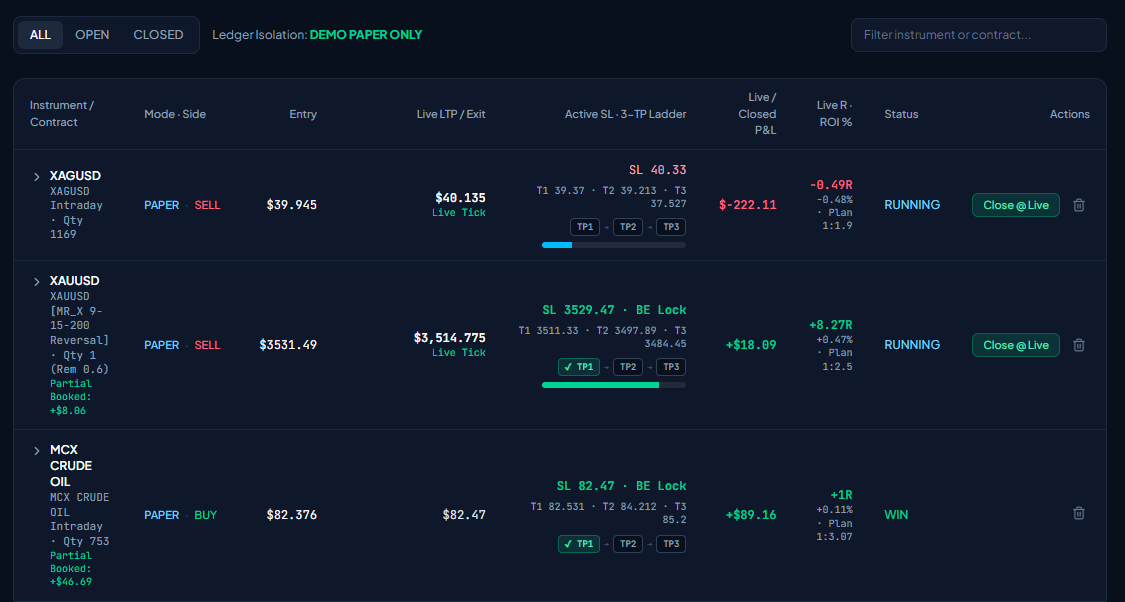 ALL OPEN CLOSED Ledger Isolation: DEMO PAPER ONLY Filter instrument or contract...
Instrument / Contract Mode · Side Entry Live LTP / Exit Active SL · 3-TP Ladder Live / Closed P&L Live R · ROI % Status Actions
XAGUSD
XAGUSD
Intraday
· Qty
1169
PAPER · SELL
$39.945
$40.135
Live Tick
SL 40.33
T1 39.37 · T2 39.213 · T3
37.527
TP1 → TP2 → TP3
$-222.11
-0.49R
-0.48%
· Plan
1:1.9
RUNNING
Close @ Live
XAUUSD
XAUUSD
[MR_X 9-
15-200
Reversal]
· Qty 1
(Rem 0.6)
Partial
Booked:
+$8.06
PAPER · SELL
$3531.49
$3,514.775
Live Tick
SL 3529.47 · BE Lock
T1 3511.33 · T2 3497.89 · T3
3484.45
✓ TP1 → TP2 → TP3
+$18.09
+8.27R
+0.47%
· Plan
1:2.5
RUNNING
Close @ Live
MCX
CRUDE
OIL
MCX CRUDE
OIL
Intraday
· Qty 753
Partial
Booked:
+$46.69
PAPER · BUY
$82.376
$82.47
SL 82.47 · BE Lock
T1 82.531 · T2 84.212 · T3
85.2
✓ TP1 → TP2 → TP3
+$89.16
+1R
+0.11%
· Plan
1:3.07
WIN